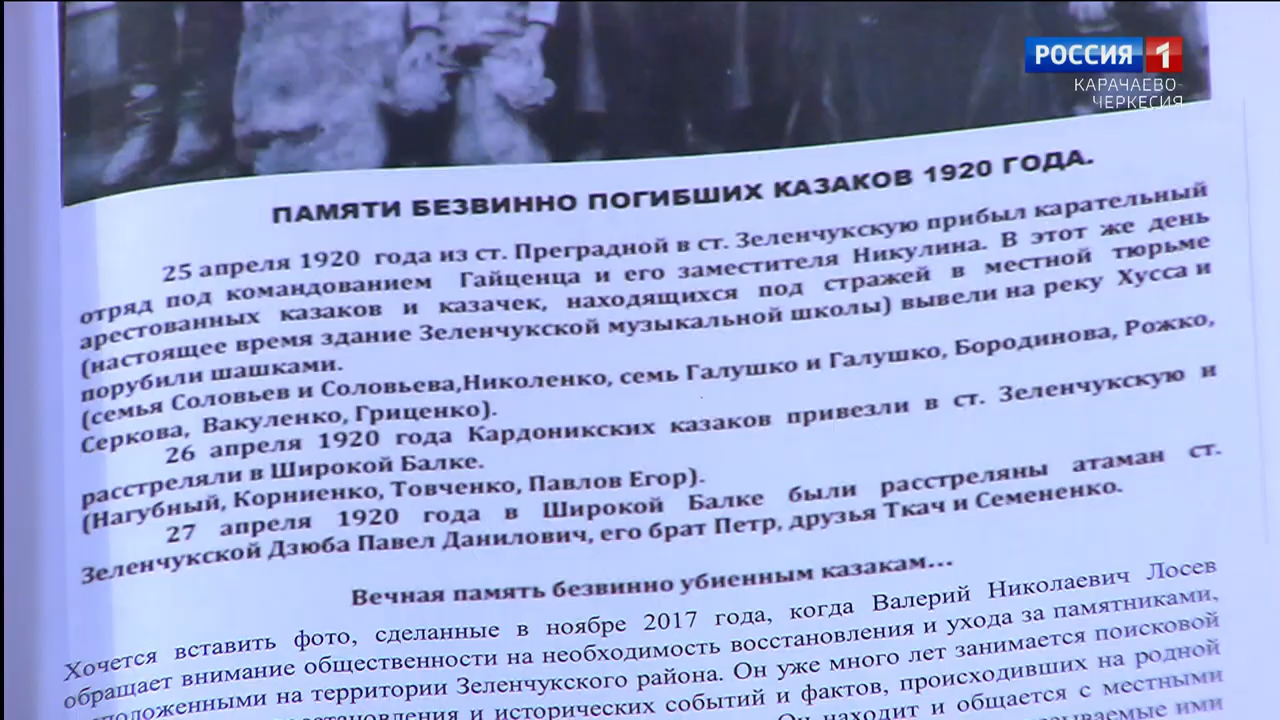 РОССИЯ 1
КАРАЧАЕВО-
ЧЕРКЕСИЯ
ПАМЯТИ БЕЗВИННО ПОГИБШИХ КАЗАКОВ 1920 ГОДА.
25 апреля 1920 года из ст. Преградной в ст. Зеленчукскую прибыл карательный
отряд под командованием Гайценца и его заместителя Никулина. В этот же день
арестованных казаков и казачек, находящихся под стражей в местной тюрьме
(настоящее время здание Зеленчукской музыкальной школы) вывели на реку Хусса и
порубили шашками.
(семья Соловьев и Соловьева,Николенко, семь Галушко и Галушко, Бородинова, Рожко,
Серкова, Вакуленко, Гриценко).
26 апреля 1920 года Кардоникских казаков привезли в ст. Зеленчукскую и
расстреляли в Широкой Балке.
(Нагубный, Корниенко, Товченко, Павлов Егор).
27 апреля 1920 года в Широкой Балке были расстреляны атаман ст.
Зеленчукской Дзюба Павел Данилович, его брат Петр, друзья Ткач и Семененко.
Вечная память безвинно убиенным казакам...
Хочется вставить фото, сделанные в ноябре 2017 года, когда Валерий Николаевич Лосев
обращает внимание общественности на необходимость восстановления и ухода за памятниками,
на территории Зеленчукского района. Он уже много лет занимается поисковой
и исторических событий и фактов, происходивших на родной
Он находит и общается с местными
ими